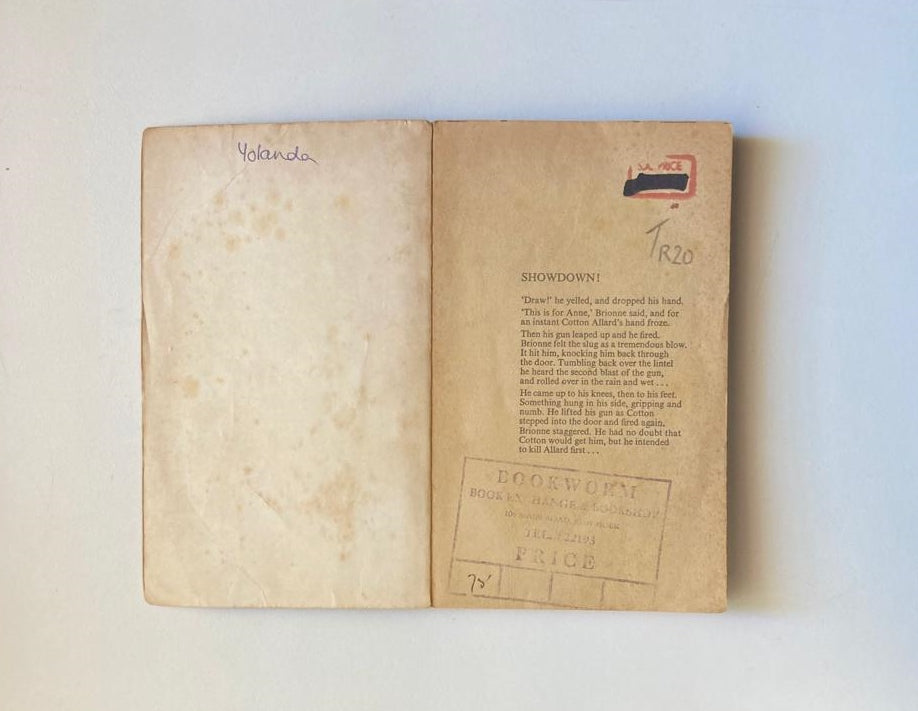 Yolanda
S.A. PRICE
TR20
SHOWDOWN!
'Draw!' he yelled, and dropped his hand.
'This is for Anne,' Brionne said, and for
an instant Cotton Allard's hand froze.
Then his gun leaped up and he fired.
Brionne felt the slug as a tremendous blow.
It hit him, knocking him back through
the door. Tumbling back over the lintel
he heard the second blast of the gun,
and rolled over in the rain and wet . . .
He came up to his knees, then to his feet.
Something hung in his side, gripping and
numb. He lifted his gun as Cotton
stepped into the door and fired again.
Brionne staggered. He had no doubt that
Cotton would get him, but he intended
to kill Allard first . . .
BOOKWORM
BOOK EXCHANGE & BOOKSHOP
TEL.
PRICE